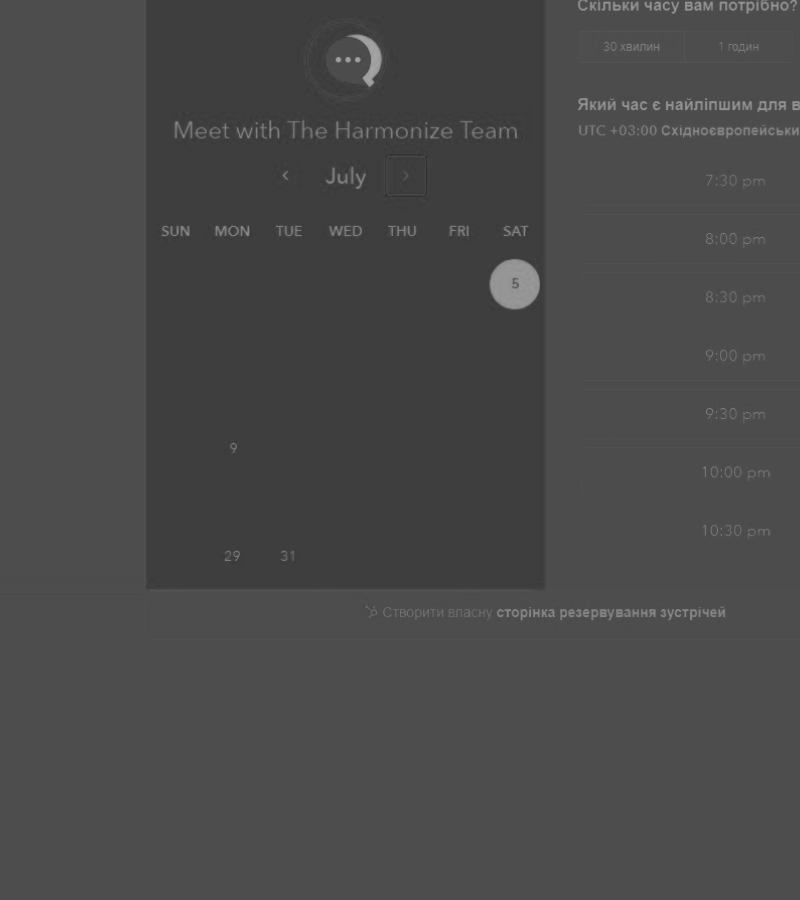 Meet with The Harmonize Team
‹ July ›
SUN MON TUE WED THU FRI SAT
5
9
29 31
Скільки часу вам потрібно?
30 хвилин 1 годин
Який час є найліпшим для в
UTC +03:00 Східноєвропейськи
7:30 pm
8:00 pm
8:30 pm
9:00 pm
9:30 pm
10:00 pm
10:30 pm
Створити власну сторінка резервування зустрічей